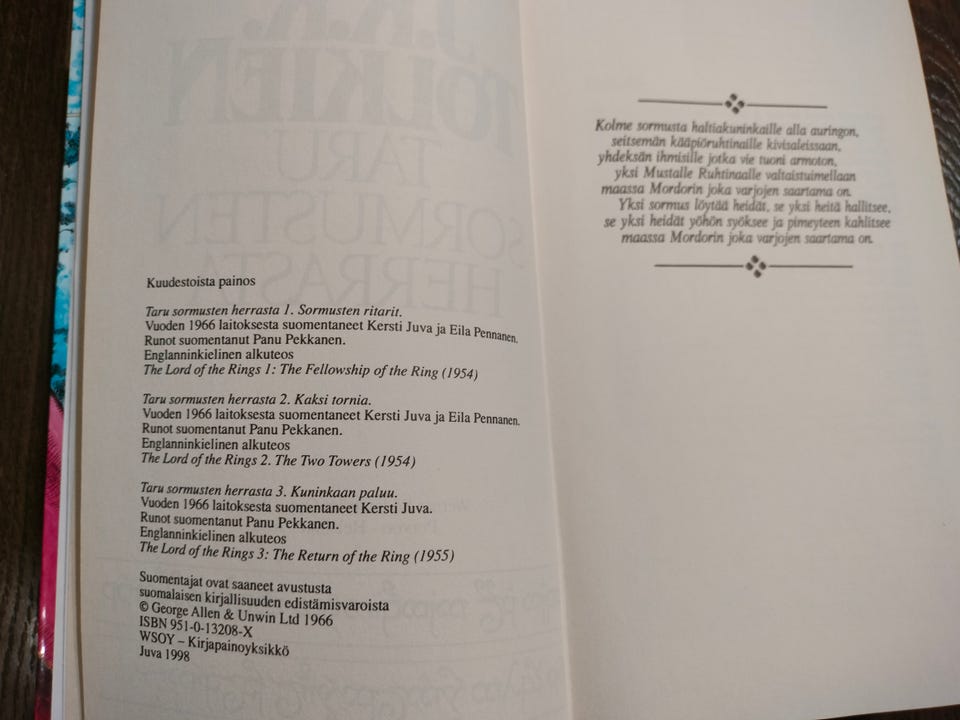 Kuudestoista painos
Taru sormusten herrasta 1. Sormusten ritarit.
Vuoden 1966 laitoksesta suomentaneet Kersti Juva ja Eila Pennanen.
Runot suomentanut Panu Pekkanen.
Englanninkielinen alkuteos
The Lord of the Rings 1: The Fellowship of the Ring (1954)
Taru sormusten herrasta 2. Kaksi tornia.
Vuoden 1966 laitoksesta suomentaneet Kersti Juva ja Eila Pennanen.
Runot suomentanut Panu Pekkanen.
Englanninkielinen alkuteos
The Lord of the Rings 2. The Two Towers (1954)
Taru sormusten herrasta 3. Kuninkaan paluu.
Vuoden 1966 laitoksesta suomentaneet Kersti Juva.
Runot suomentanut Panu Pekkanen.
Englanninkielinen alkuteos
The Lord of the Rings 3: The Return of the Ring (1955)
Suomentajat ovat saaneet avustusta
suomalaisen kirjallisuuden edistämisvaroista
© George Allen & Unwin Ltd 1966
ISBN 951-0-13208-X
WSOY – Kirjapainoyksikkö
Juva 1998
Kolme sormusta haltiakuninkaille alla auringon,
seitsemän kääpiöruhtinaille kivisaleissaan,
yhdeksän ihmisille jotka vie tuoni armoton,
yksi Mustalle Ruhtinaalle valtaistuimellaan
maassa Mordorin joka varjojen saartama on.
Yksi sormus löytää heidät, se yksi heitä hallitsee,
se yksi heidät yöhön syöksee ja pimeyteen kahlitsee
maassa Mordorin joka varjojen saartama on.
J.R.R.
TOLKIEN
TARU
SORMUSTEN
HERRASTA